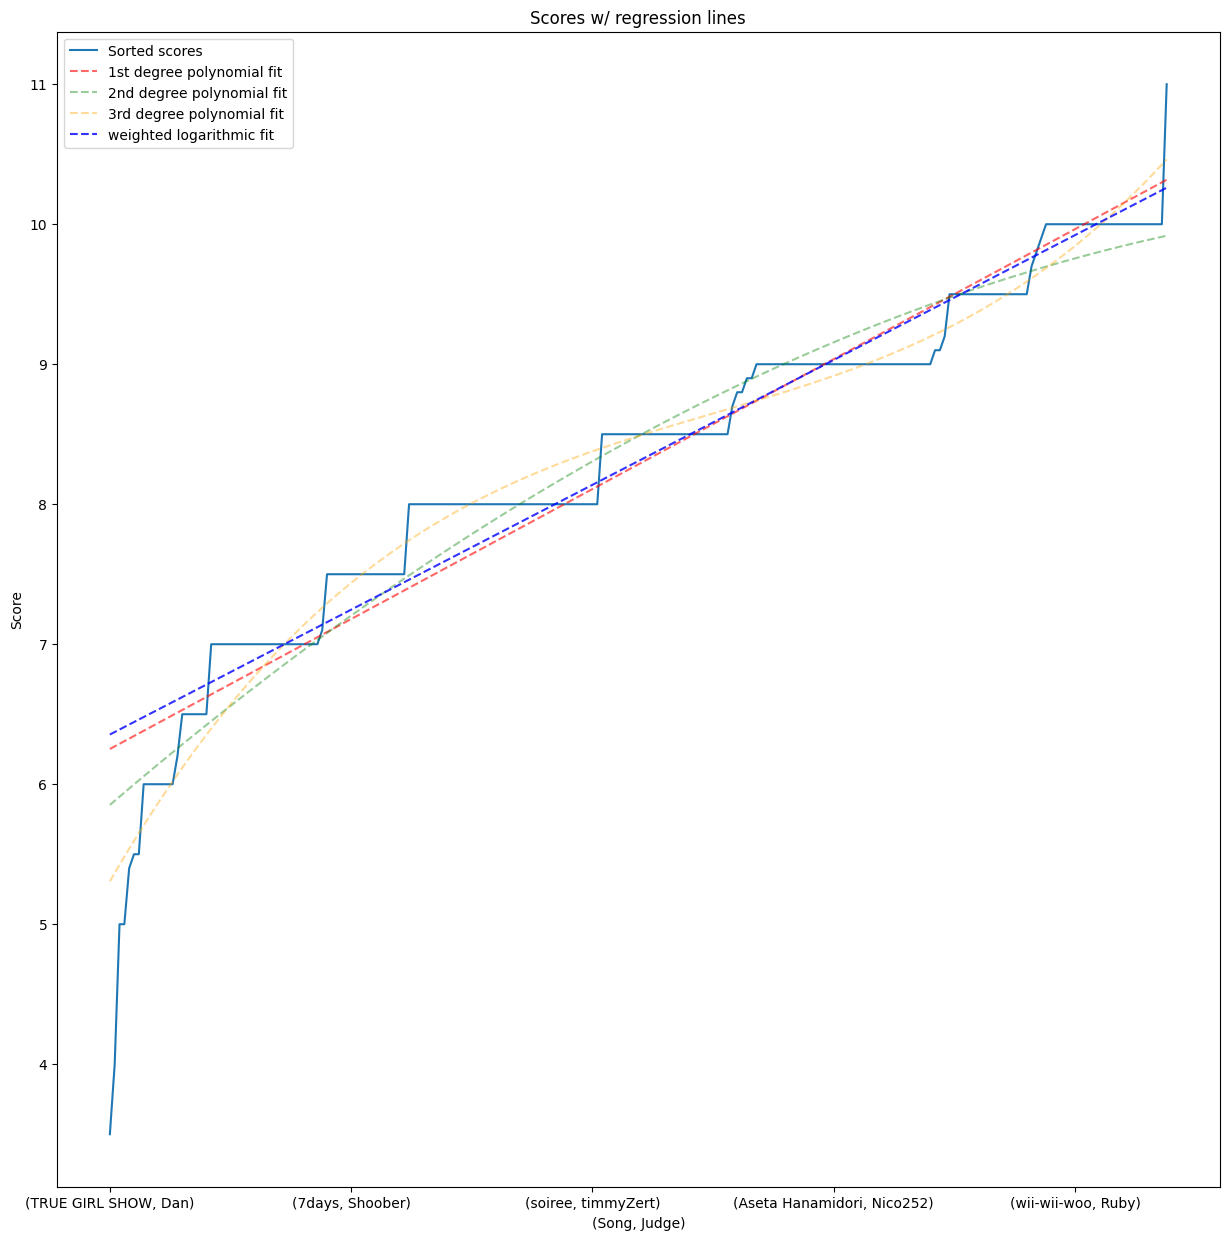 Scores w/ regression lines
Sorted scores
1st degree polynomial fit
2nd degree polynomial fit
3rd degree polynomial fit
weighted logarithmic fit
11
10
9
8
7
6
5
4
Score
(TRUE GIRL SHOW, Dan)
(7days, Shoober)
(soiree, timmyZert)
(Aseta Hanamidori, Nico252)
(wii-wii-woo, Ruby)
(Song, Judge)